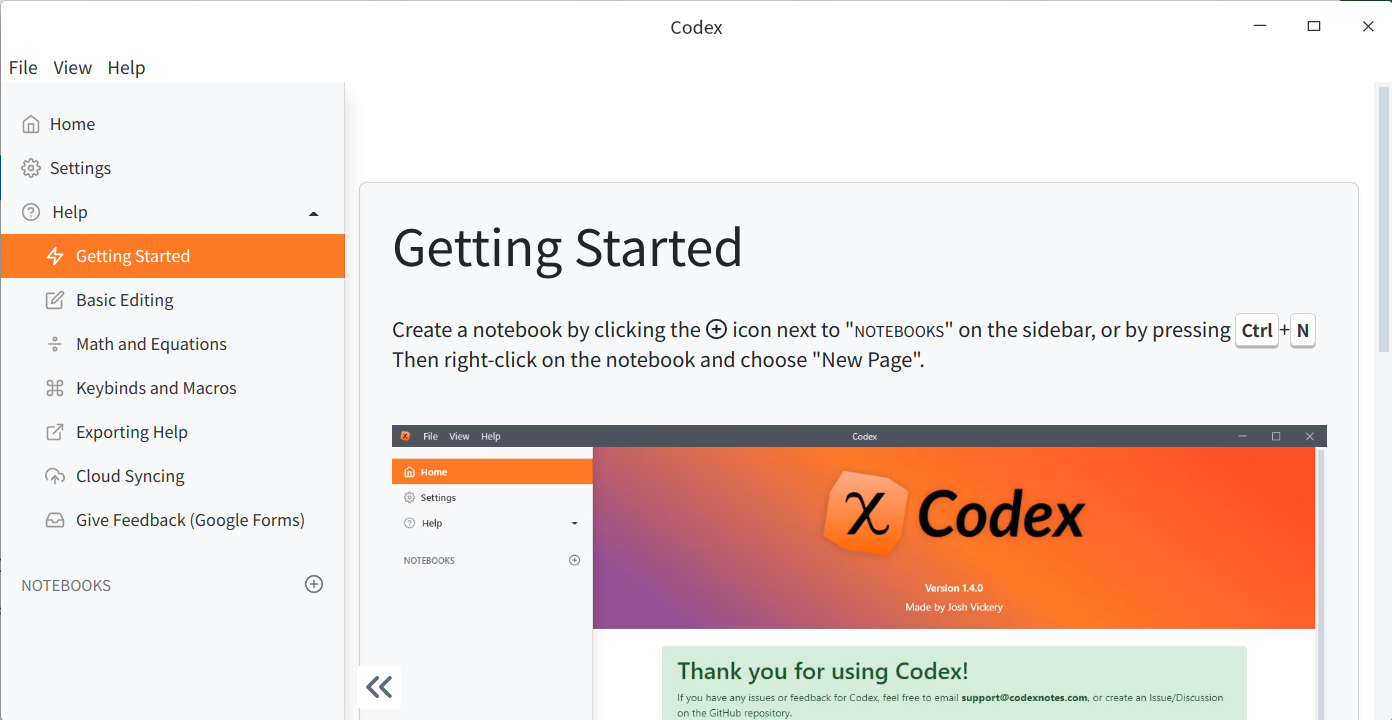 Codex
File View Help
Home
Settings
Help
Getting Started
Basic Editing
Math and Equations
Keybinds and Macros
Exporting Help
Cloud Syncing
Give Feedback (Google Forms)
NOTEBOOKS
Getting Started
Create a notebook by clicking the icon next to "NOTEBOOKS" on the sidebar, or by pressing Ctrl+N
Then right-click on the notebook and choose "New Page".
File View Help Codex
Home
Settings
Help
NOTEBOOKS
Codex
Version 1.4.0
Made by Josh Vickery
Thank you for using Codex!
If you have any issues or feedback for Codex, feel free to email support@codexnotes.com, or create an Issue/Discussion
on the GitHub repository.